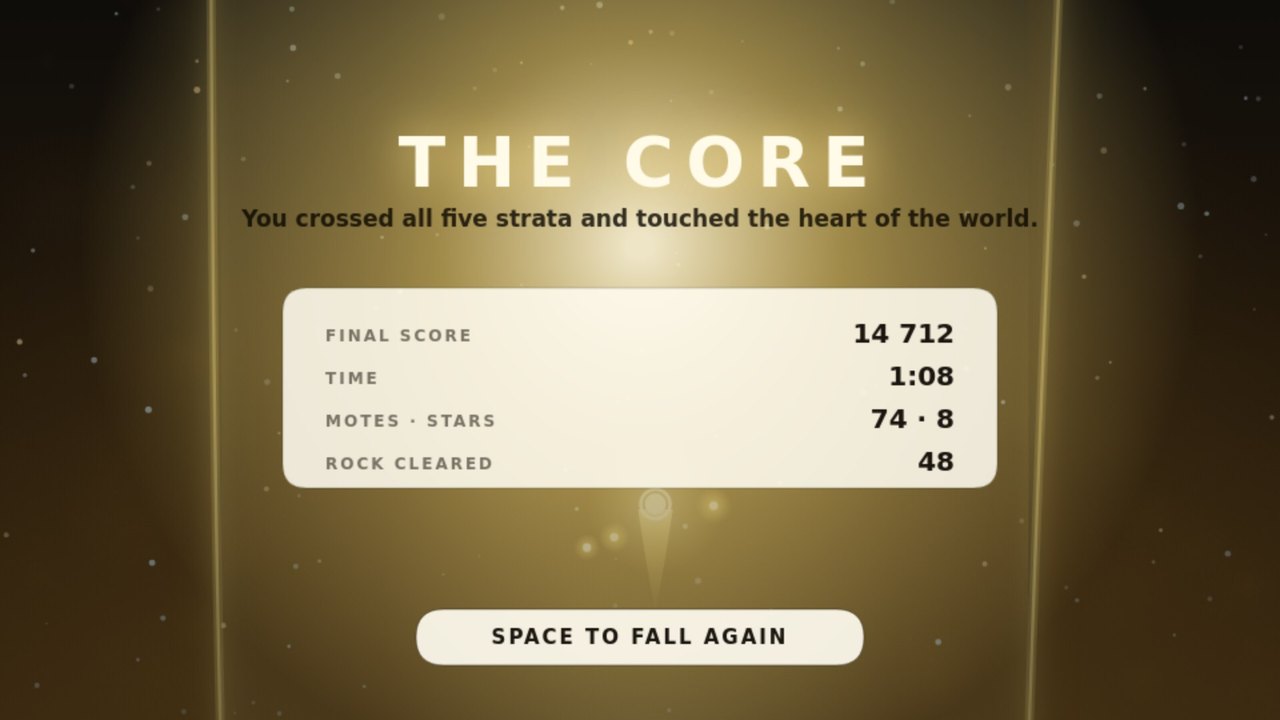 THE CORE
You crossed all five strata and touched the heart of the world.
FINAL SCORE 14 712
TIME 1:08
MOTES · STARS 74 · 8
ROCK CLEARED 48
SPACE TO FALL AGAIN